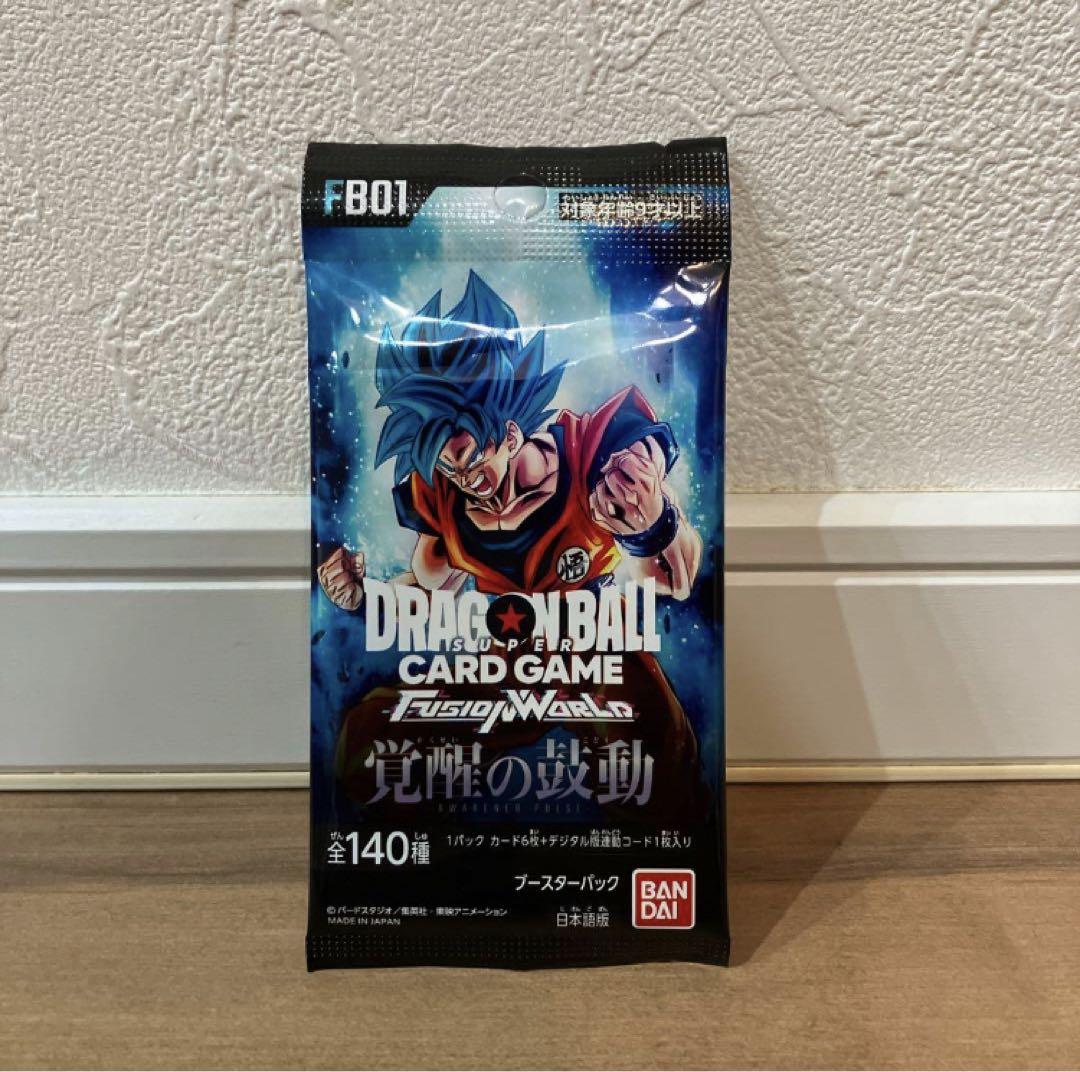 FB01
対象年齢9才以上
悟
DRAGON BALL
SUPER
CARD GAME
FUSION WORLD
覚醒の鼓動
AWAKENED PULSE
全140種
1パック カード6枚+デジタル版連動コード1枚入り
ブースターパック
BAN
DAI
©バードスタジオ/集英社・東映アニメーション
MADE IN JAPAN
日本語版